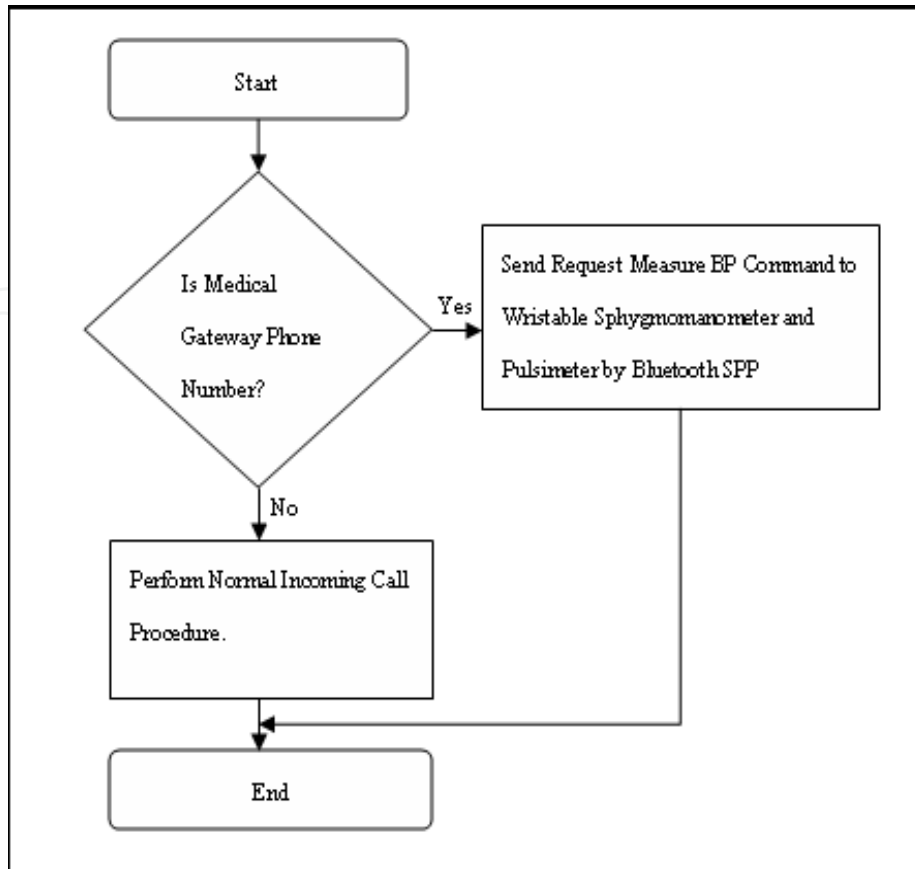 Start
Is Medical
Gateway Phone
Number?
Yes
Send Request Measure BP Command to
Wristable Sphygmomanometer and
Pulsimeter by Bluetooth SPP
No
Perform Normal Incoming Call
Procedure.
End